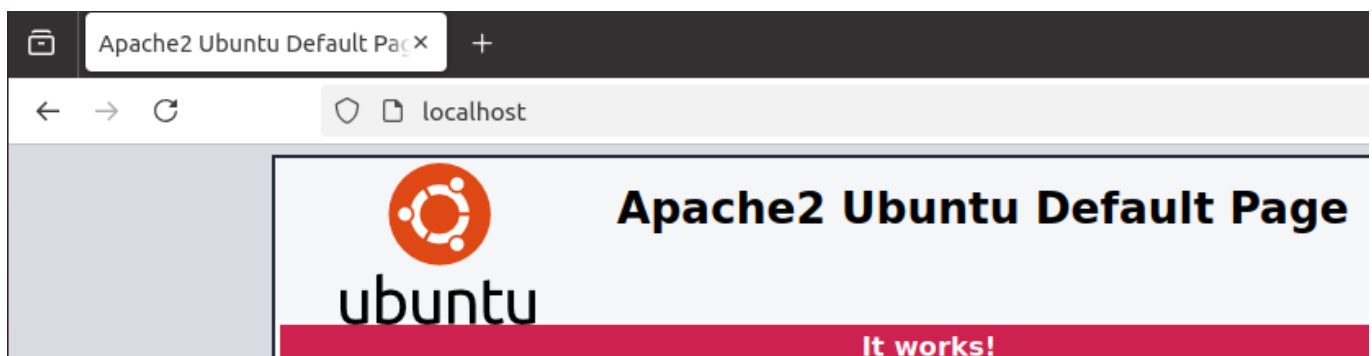 Apache2 Ubuntu Default Pag
localhost
Apache2 Ubuntu Default Page
ubuntu
It works!